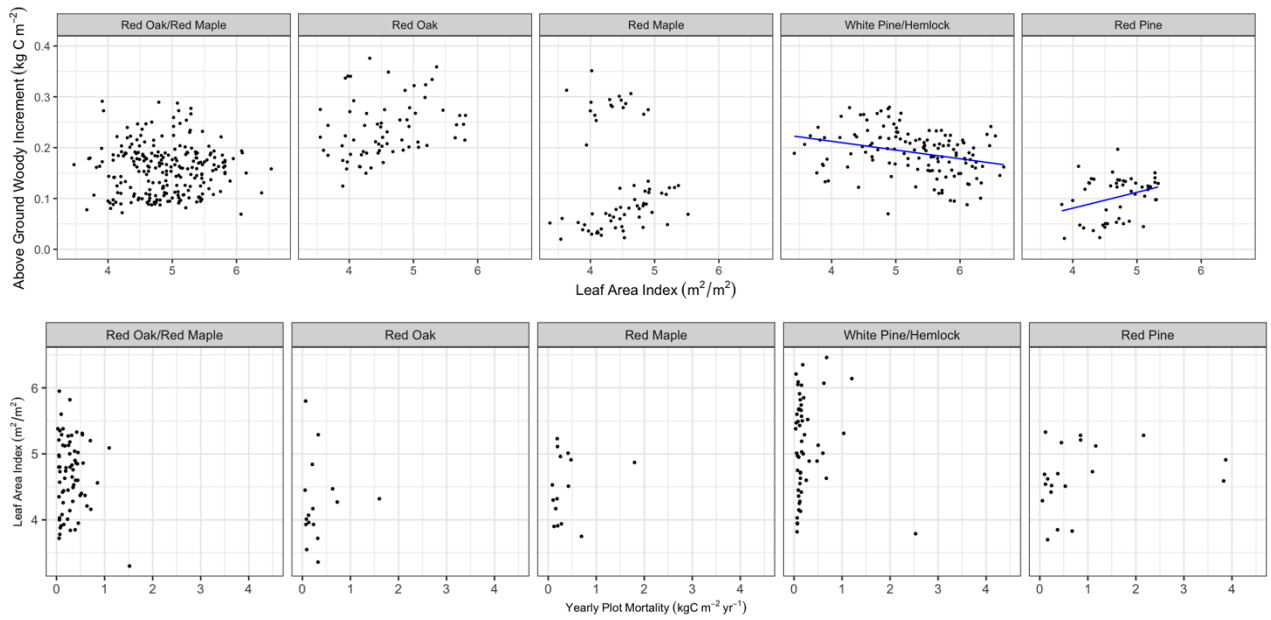 Red Oak/Red Maple Red Oak Red Maple White Pine/Hemlock Red Pine
Above Ground Woody Increment (kg C m⁻²)
0.4
0.3
0.2
0.1
0.0
4 5 6 4 5 6 4 5 6 4 5 6 4 5 6
Leaf Area Index (m²/m²)
Red Oak/Red Maple Red Oak Red Maple White Pine/Hemlock Red Pine
Leaf Area Index (m²/m²)
6
5
4
0 1 2 3 4 0 1 2 3 4 0 1 2 3 4 0 1 2 3 4 0 1 2 3 4
Yearly Plot Mortality (kgC m⁻² yr⁻¹)